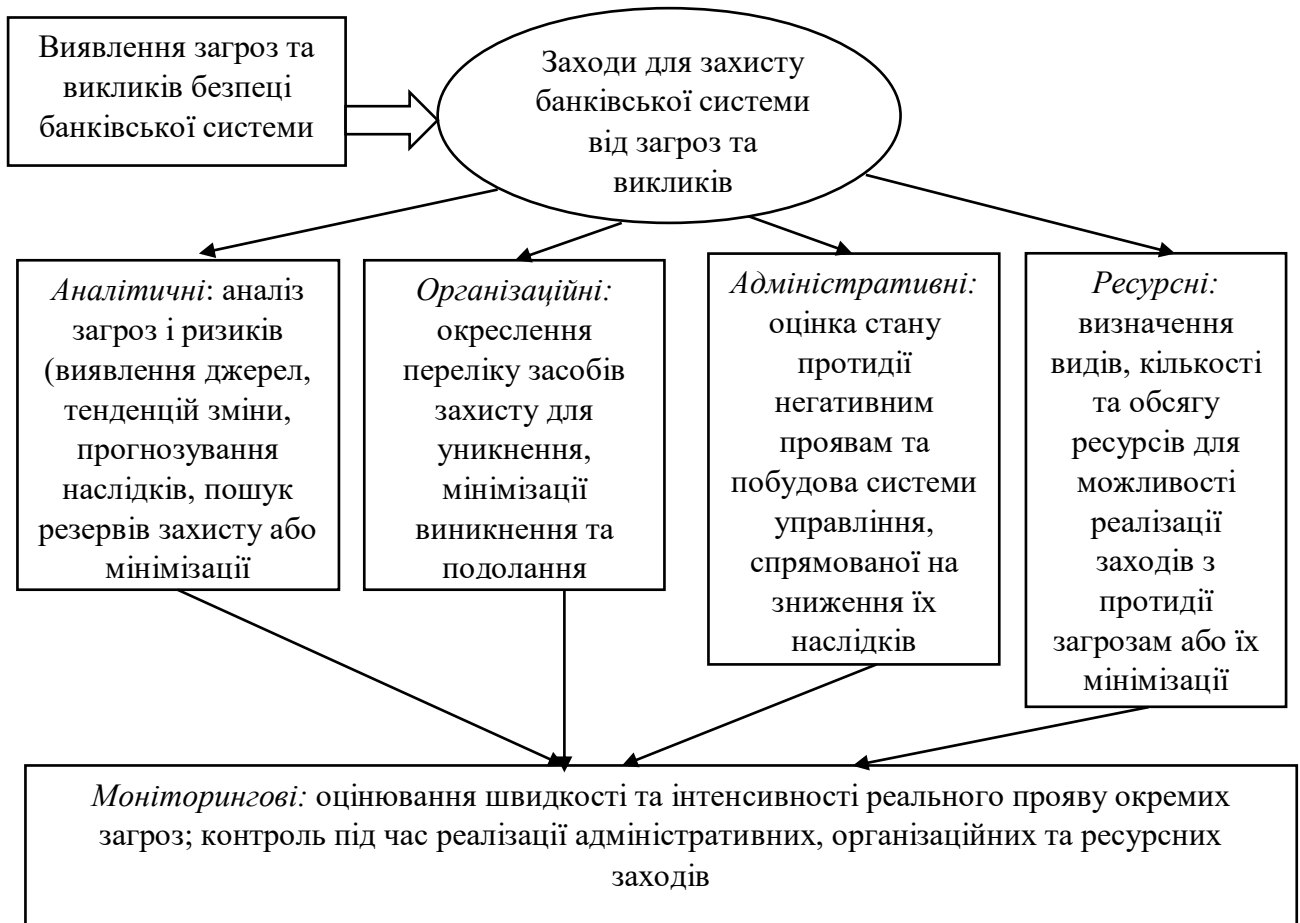 Виявлення загроз та
викликів безпеці
банківської системи
Заходи для захисту
банківської системи
від загроз та
викликів
Аналітичні: аналіз
загроз і ризиків
(виявлення джерел,
тенденцій зміни,
прогнозування
наслідків, пошук
резервів захисту або
мінімізації
Організаційні:
окреслення
переліку засобів
захисту для
уникнення,
мінімізації
виникнення та
подолання
Адміністративні:
оцінка стану
протидії
негативним
проявам та
побудова системи
управління,
спрямованої на
зниження їх
наслідків
Ресурсні:
визначення
видів, кількості
та обсягу
ресурсів для
можливості
реалізації
заходів з
протидії
загрозам або їх
мінімізації
Моніторингові: оцінювання швидкості та інтенсивності реального прояву окремих
загроз; контроль під час реалізації адміністративних, організаційних та ресурсних
заходів